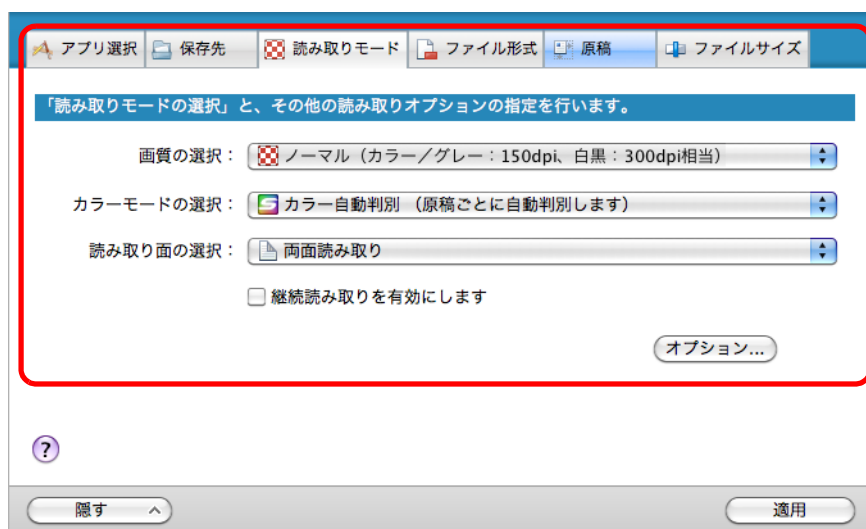 アプリ選択 保存先 読み取りモード ファイル形式 原稿 ファイルサイズ
「読み取りモードの選択」と、その他の読み取りオプションの指定を行います。
画質の選択： ノーマル（カラー／グレー：150dpi、白黒：300dpi相当）
カラーモードの選択： カラー自動判別 （原稿ごとに自動判別します）
読み取り面の選択： 両面読み取り
継続読み取りを有効にします
オプション...
?
隠す 適用